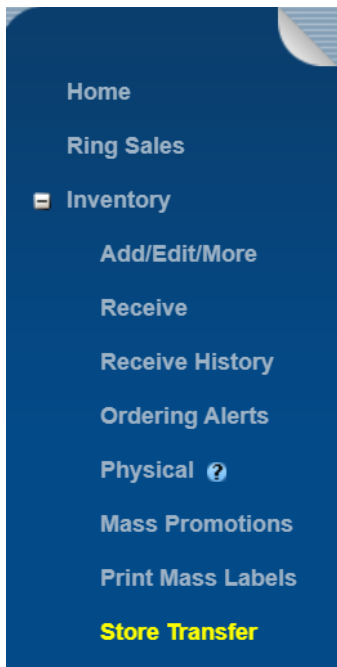 Home
Ring Sales
Inventory
Add/Edit/More
Receive
Receive History
Ordering Alerts
Physical ?
Mass Promotions
Print Mass Labels
Store Transfer